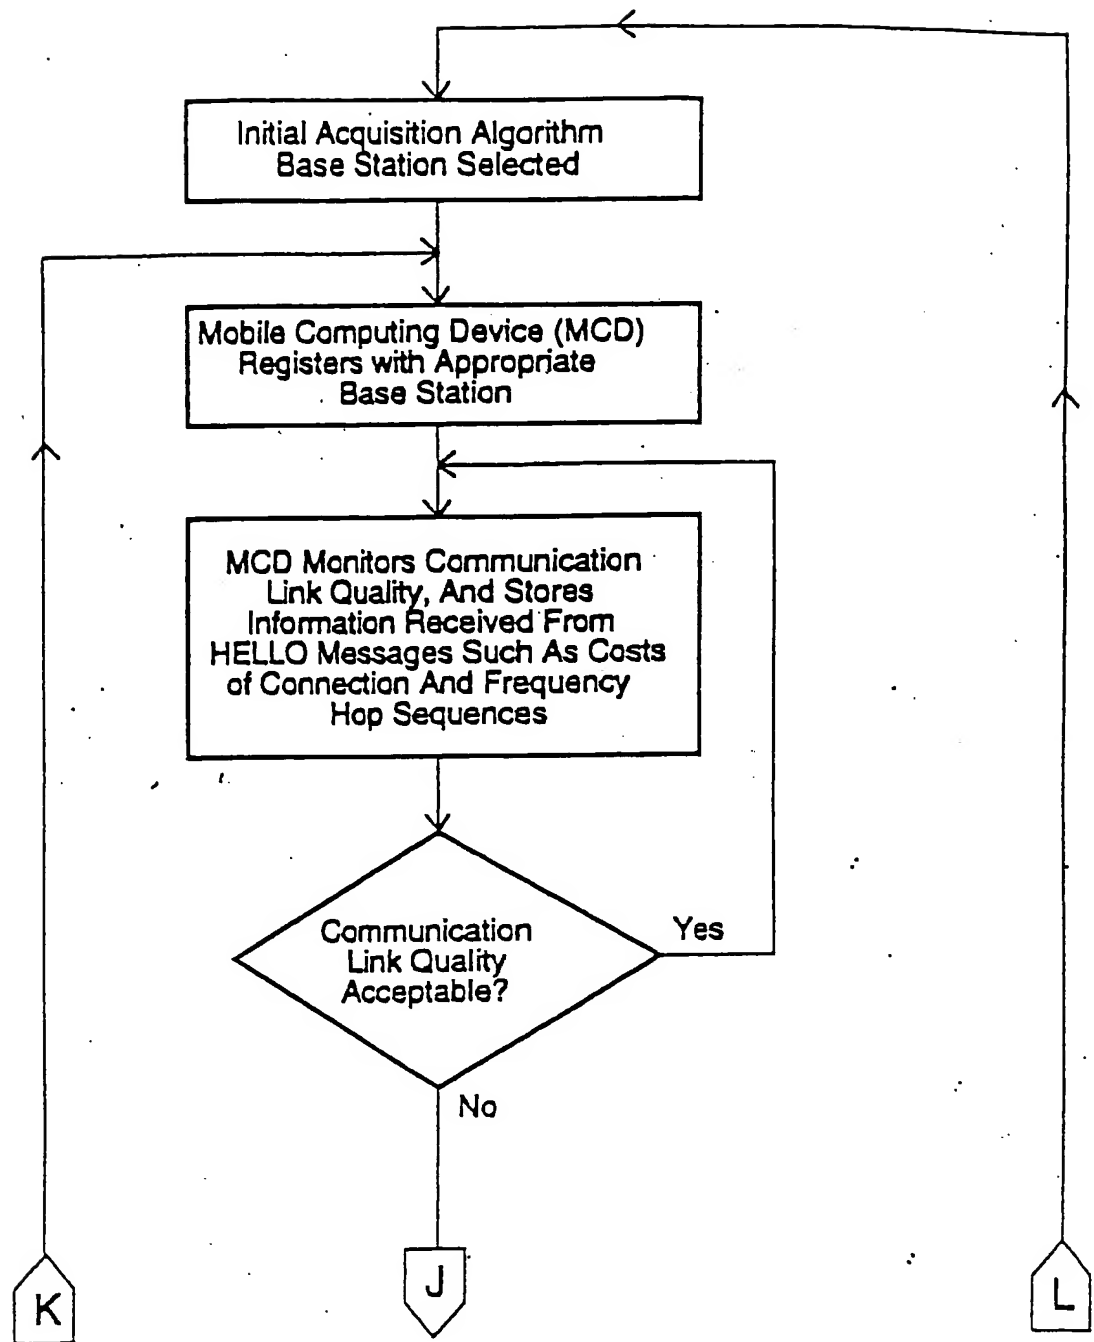 Initial Acquisition Algorithm
Base Station Selected
Mobile Computing Device (MCD)
Registers with Appropriate
Base Station
MCD Monitors Communication
Link Quality, And Stores
Information Received From
HELLO Messages Such As Costs
of Connection And Frequency
Hop Sequences
Communication
Link Quality
Acceptable?
Yes
No
K
J
L